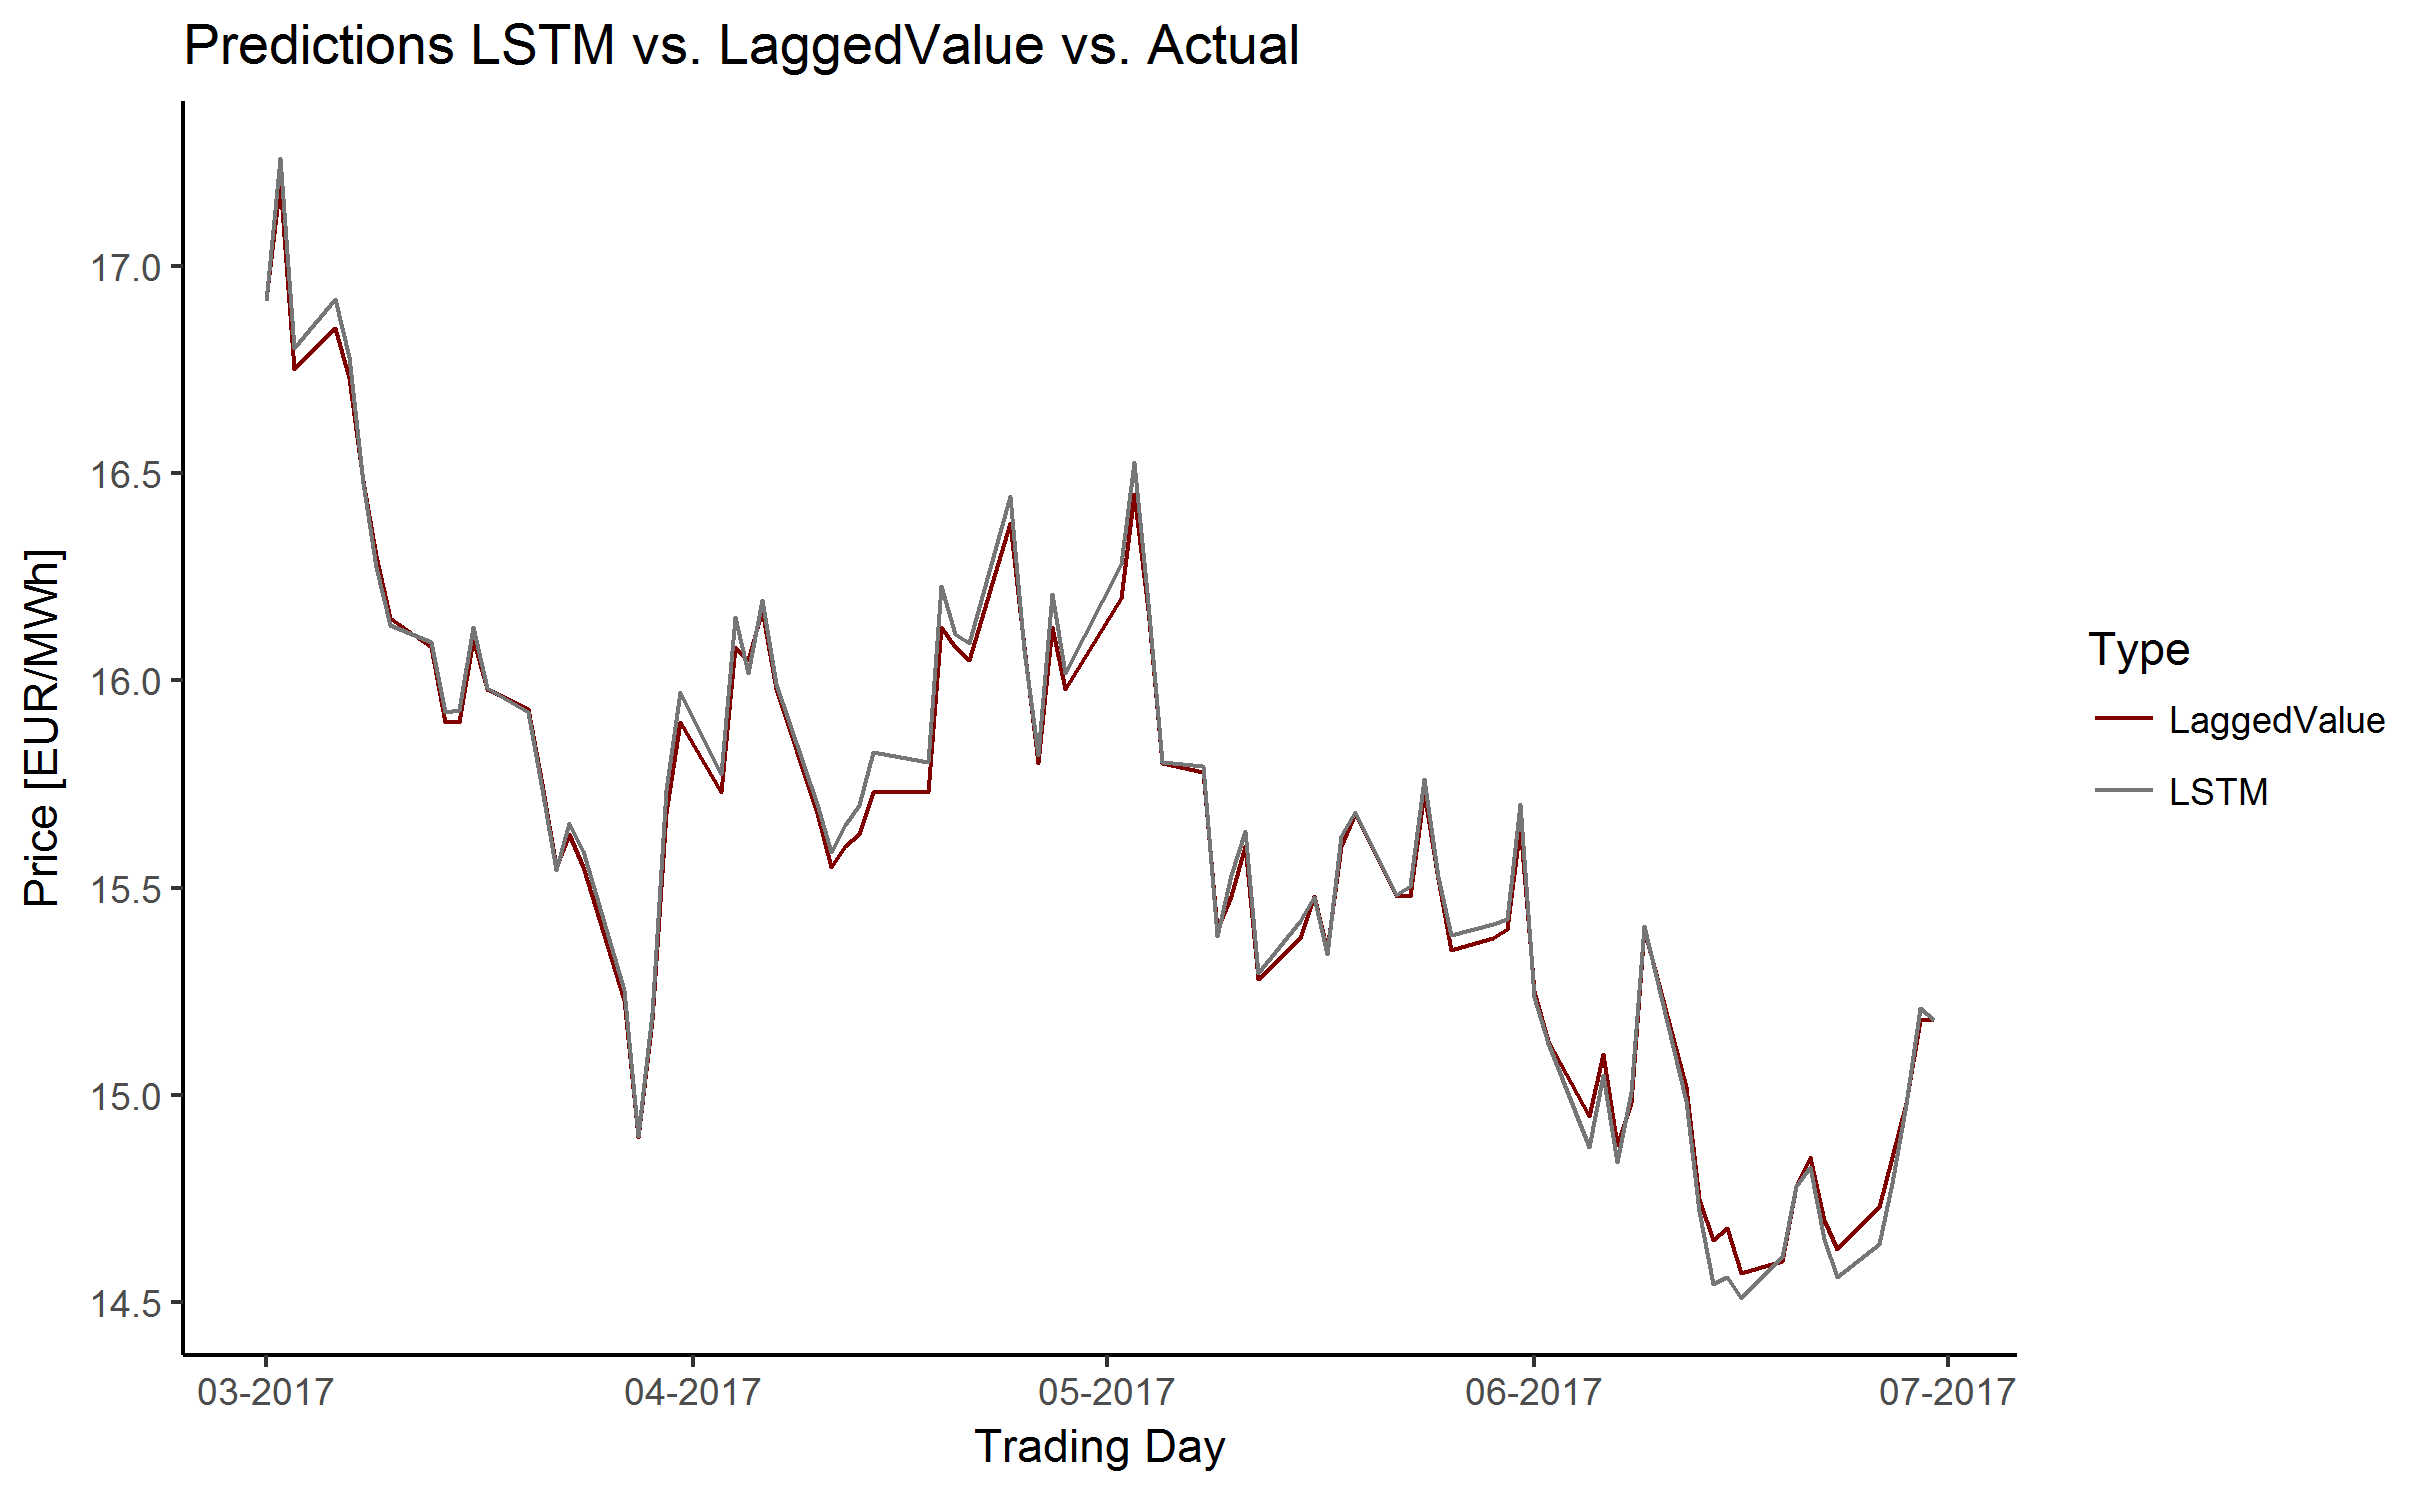 Predictions LSTM vs. LaggedValue vs. Actual
Price [EUR/MWh]
17.0
16.5
16.0
15.5
15.0
14.5
03-2017
04-2017
05-2017
06-2017
07-2017
Trading Day
Type
LaggedValue
LSTM